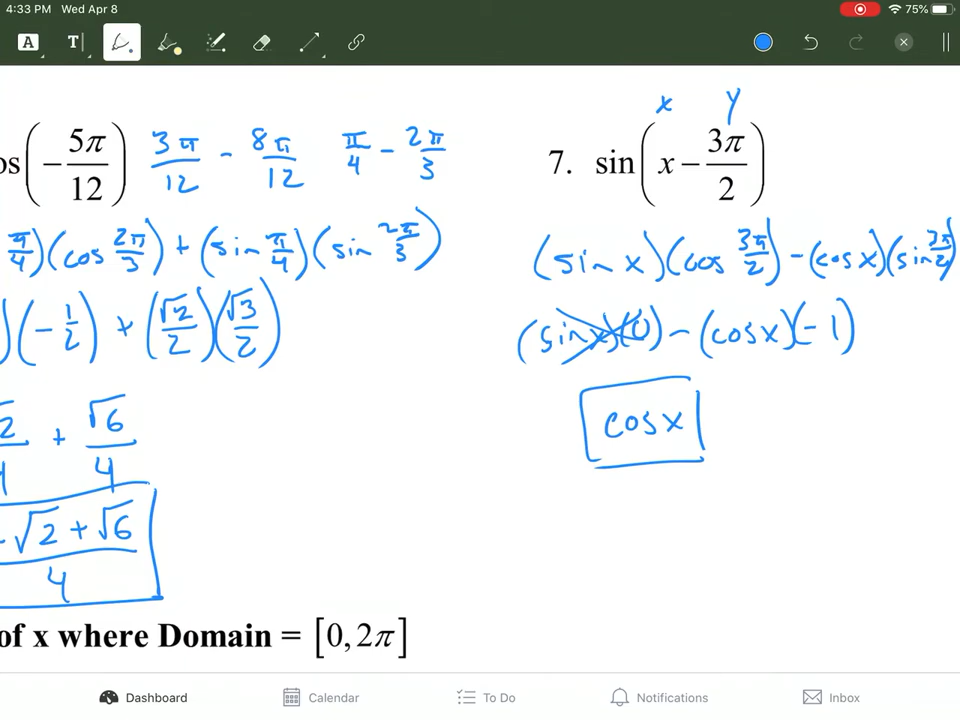 4:33 PM Wed Apr 8 75%
A T
os(-5π/12) 3π/12 - 8π/12 π/4 - 2π/3
x y
7. sin(x - 3π/2)
π/4)(cos 2π/3) + (sin π/4)(sin 2π/3)
(sin x)(cos 3π/2) - (cos x)(sin 3π/2)
)(-1/2) + (√2/2)(√3/2)
(sin x)(0) - (cos x)(-1)
cos x
2/4 + √6/4
-√2 + √6
4
of x where Domain = [0, 2π]
Dashboard Calendar To Do Notifications Inbox